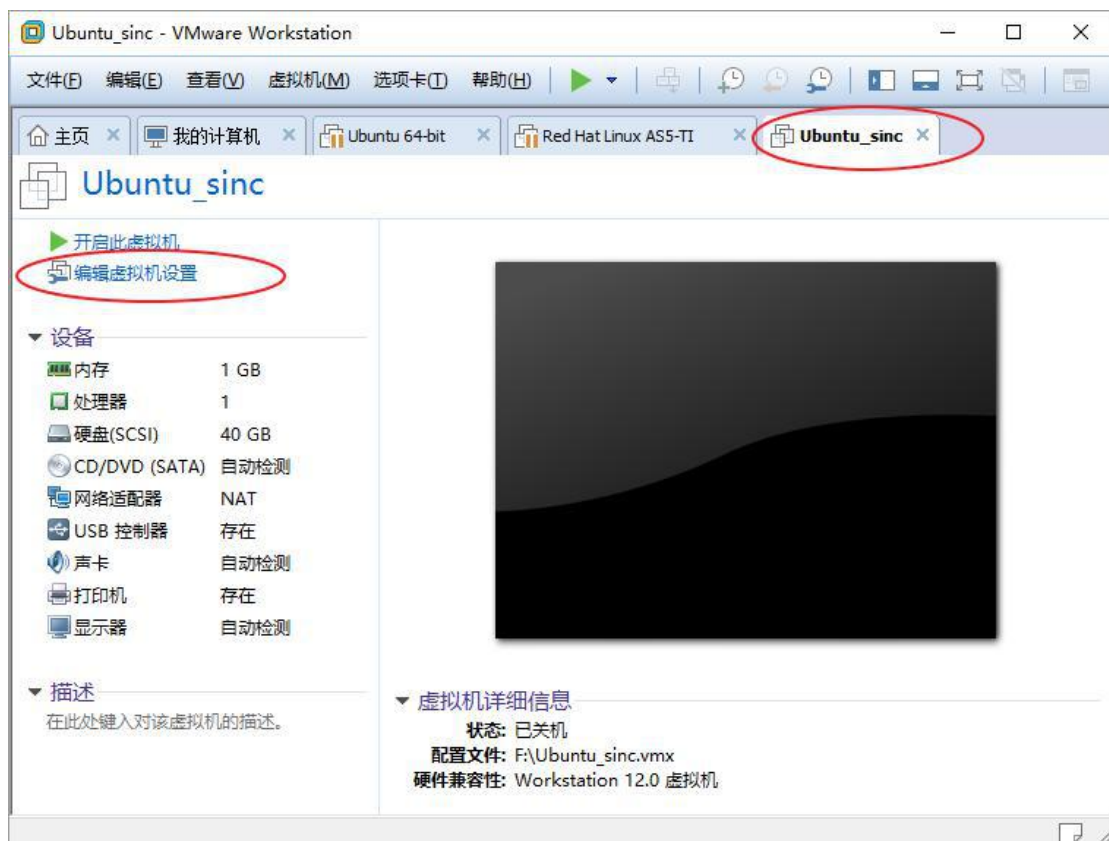 Ubuntu_sinc - VMware Workstation
文件(F) 编辑(E) 查看(V) 虚拟机(M) 选项卡(T) 帮助(H)
主页 我的计算机 Ubuntu 64-bit Red Hat Linux AS5-TI Ubuntu_sinc
Ubuntu_sinc
开启此虚拟机
编辑虚拟机设置
设备
内存 1 GB
处理器 1
硬盘(SCSI) 40 GB
CD/DVD (SATA) 自动检测
网络适配器 NAT
USB 控制器 存在
声卡 自动检测
打印机 存在
显示器 自动检测
描述
在此处键入对该虚拟机的描述。
虚拟机详细信息
状态: 已关机
配置文件: F:\Ubuntu_sinc.vmx
硬件兼容性: Workstation 12.0 虚拟机